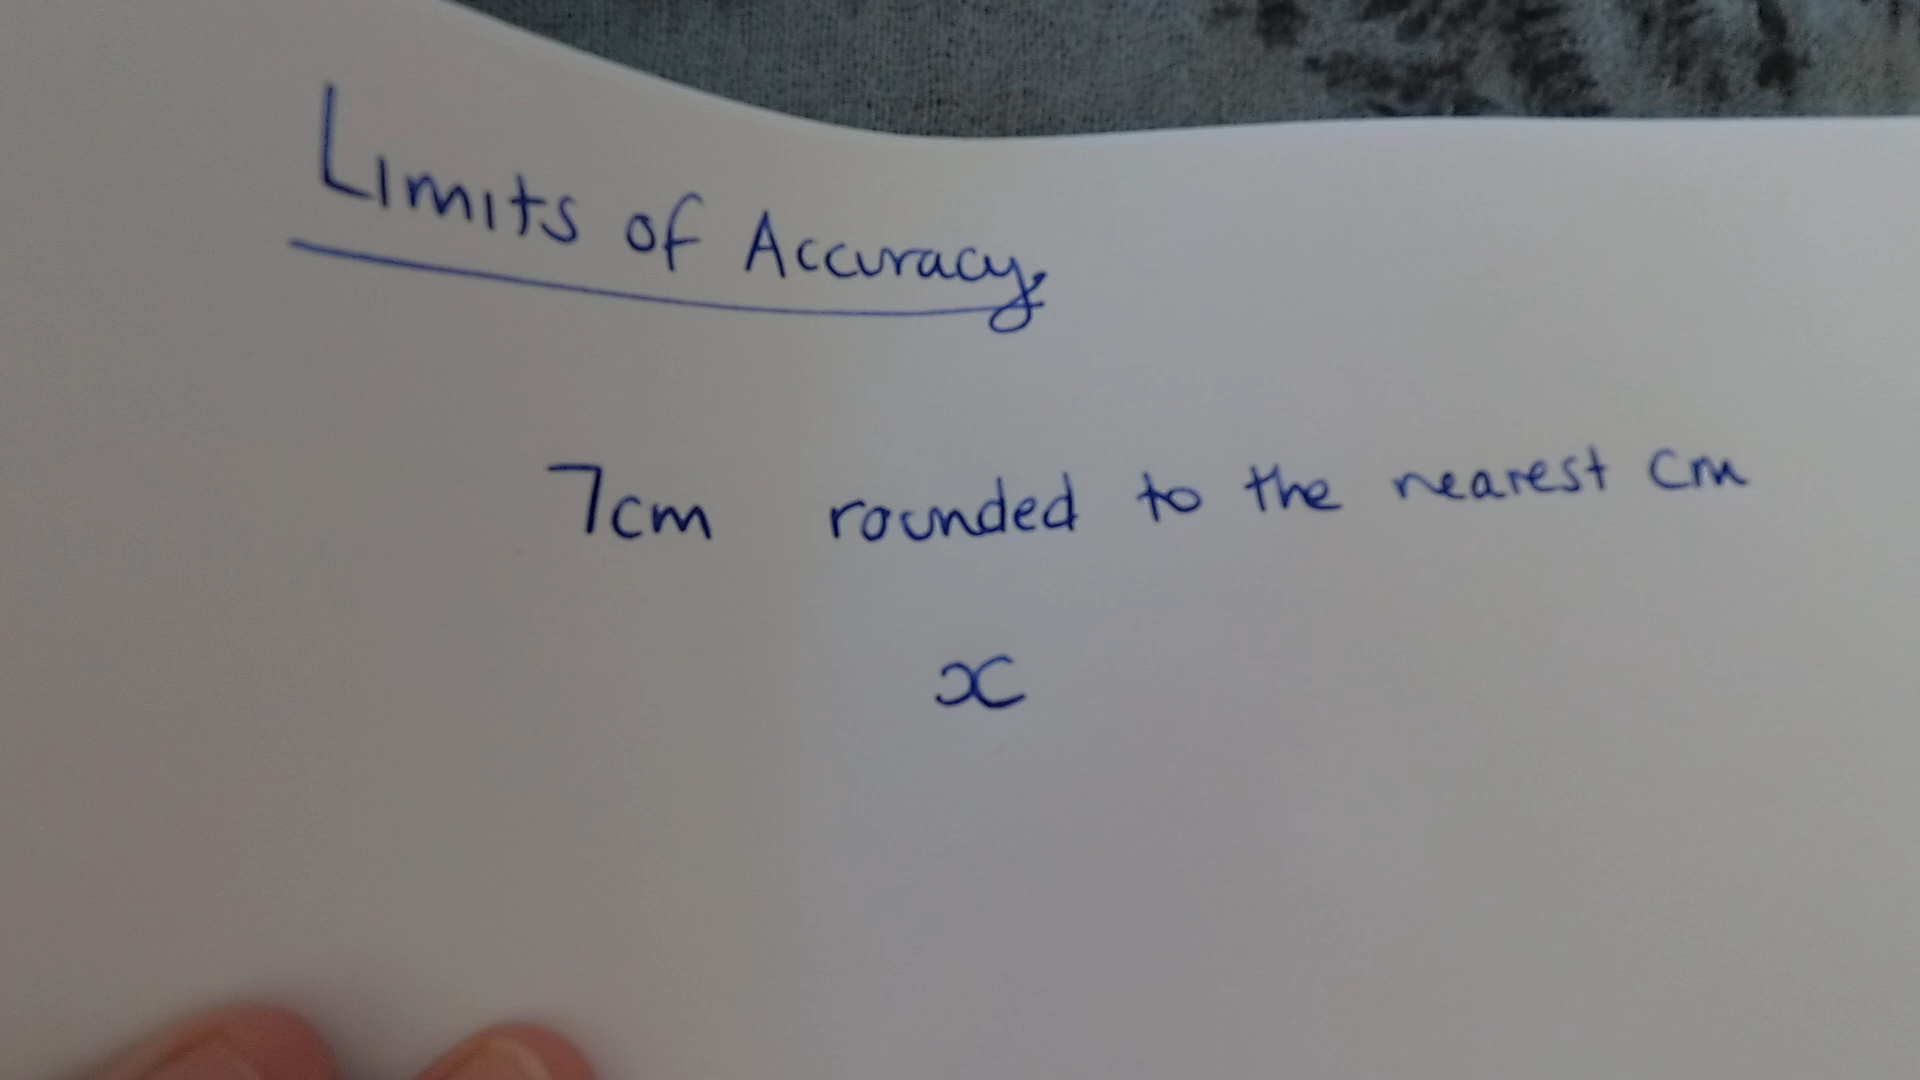 Limits of Accuracy
7cm rounded to the nearest cm
x